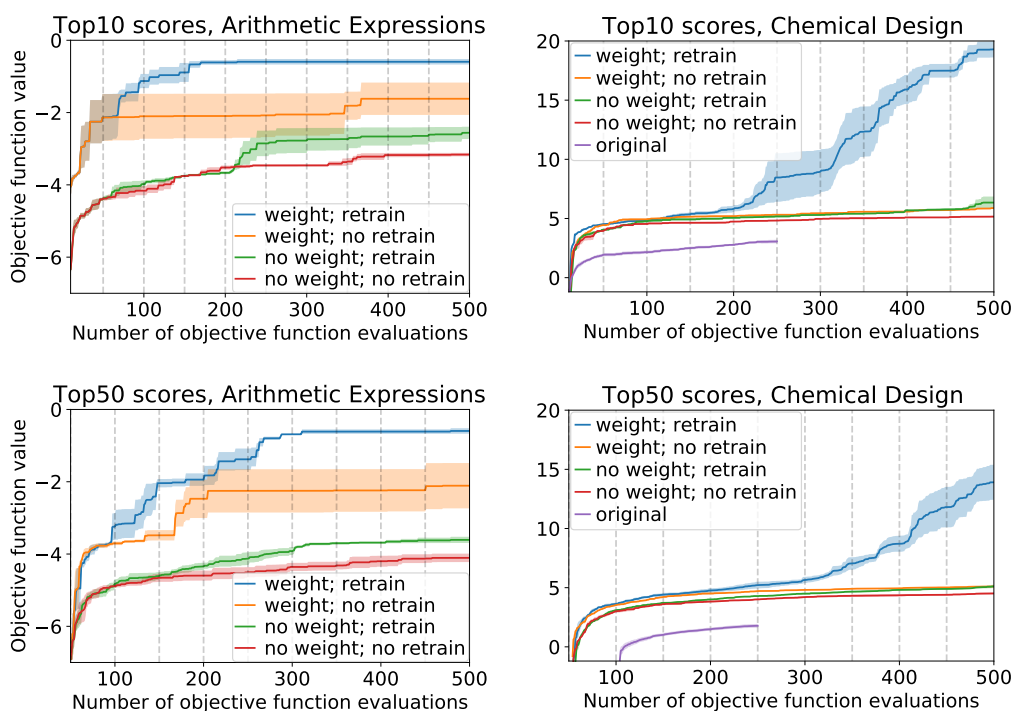 Top10 scores, Arithmetic Expressions
Objective function value
0
−2
−4
−6
weight; retrain
weight; no retrain
no weight; retrain
no weight; no retrain
100 200 300 400 500
Number of objective function evaluations
Top10 scores, Chemical Design
20
15
10
5
0
weight; retrain
weight; no retrain
no weight; retrain
no weight; no retrain
original
100 200 300 400 500
Number of objective function evaluations
Top50 scores, Arithmetic Expressions
Objective function value
0
−2
−4
−6
weight; retrain
weight; no retrain
no weight; retrain
no weight; no retrain
100 200 300 400 500
Number of objective function evaluations
Top50 scores, Chemical Design
20
15
10
5
0
weight; retrain
weight; no retrain
no weight; retrain
no weight; no retrain
original
100 200 300 400 500
Number of objective function evaluations